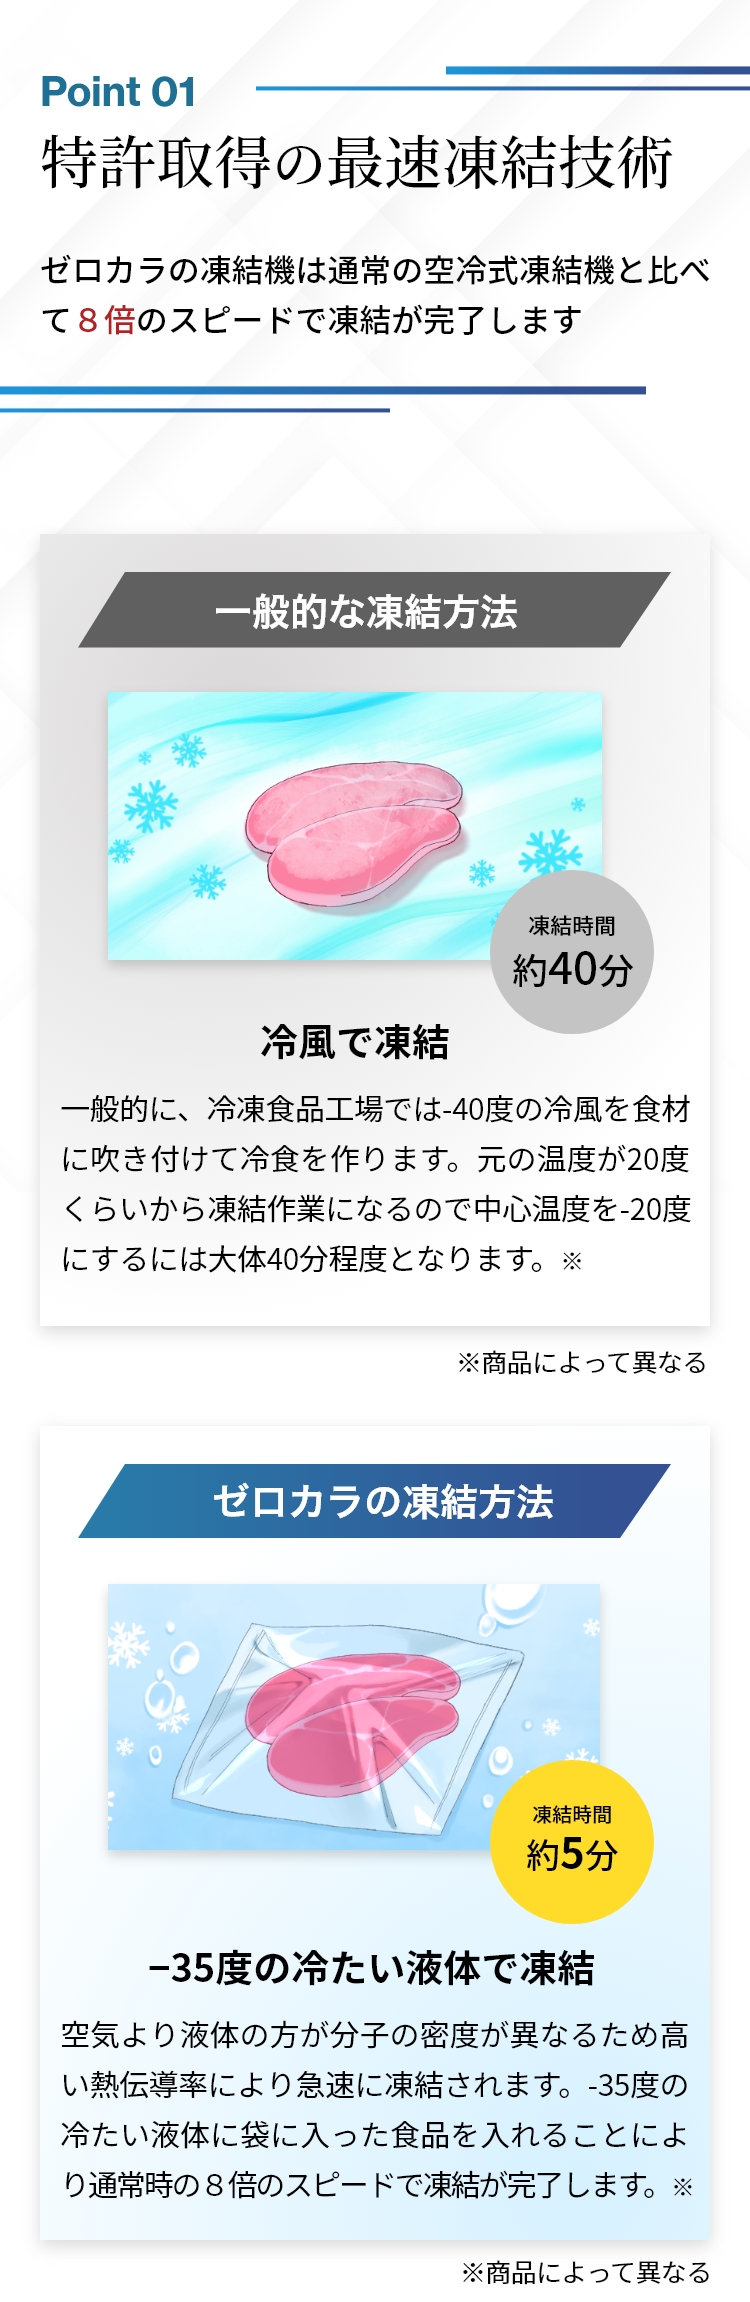 Point 01
特許取得の最速凍結技術
ゼロカラの凍結機は通常の空冷式凍結機と比べ
て８倍のスピードで凍結が完了します
一般的な凍結方法
凍結時間
約40分
冷風で凍結
一般的に、冷凍食品工場では-40度の冷風を食材
に吹き付けて冷食を作ります。元の温度が20度
くらいから凍結作業になるので中心温度を-20度
にするには大体40分程度となります。※
※商品によって異なる
ゼロカラの凍結方法
凍結時間
約5分
−35度の冷たい液体で凍結
空気より液体の方が分子の密度が異なるため高
い熱伝導率により急速に凍結されます。-35度の
冷たい液体に袋に入った食品を入れることによ
り通常時の８倍のスピードで凍結が完了します。※
※商品によって異なる